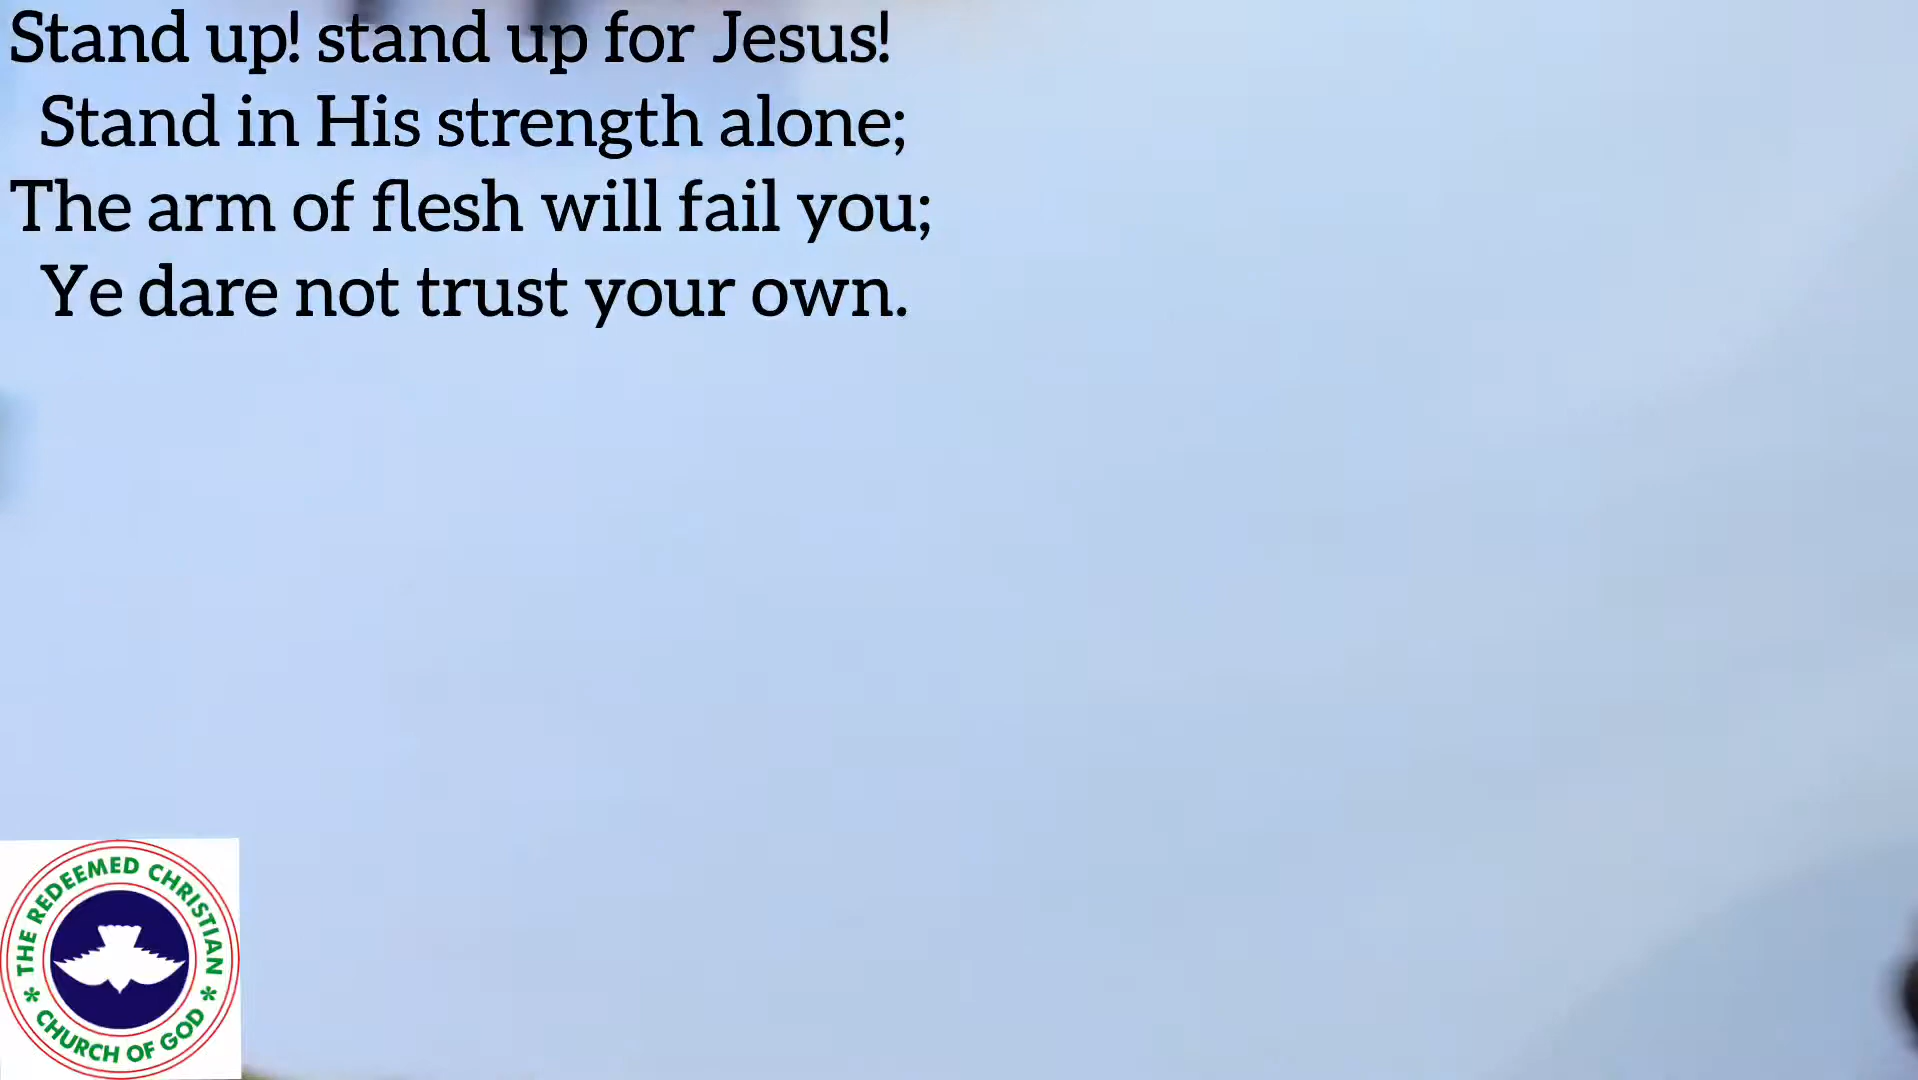 Stand up! stand up for Jesus!
Stand in His strength alone;
The arm of flesh will fail you;
Ye dare not trust your own.
THE REDEEMED CHRISTIAN
* CHURCH OF GOD *